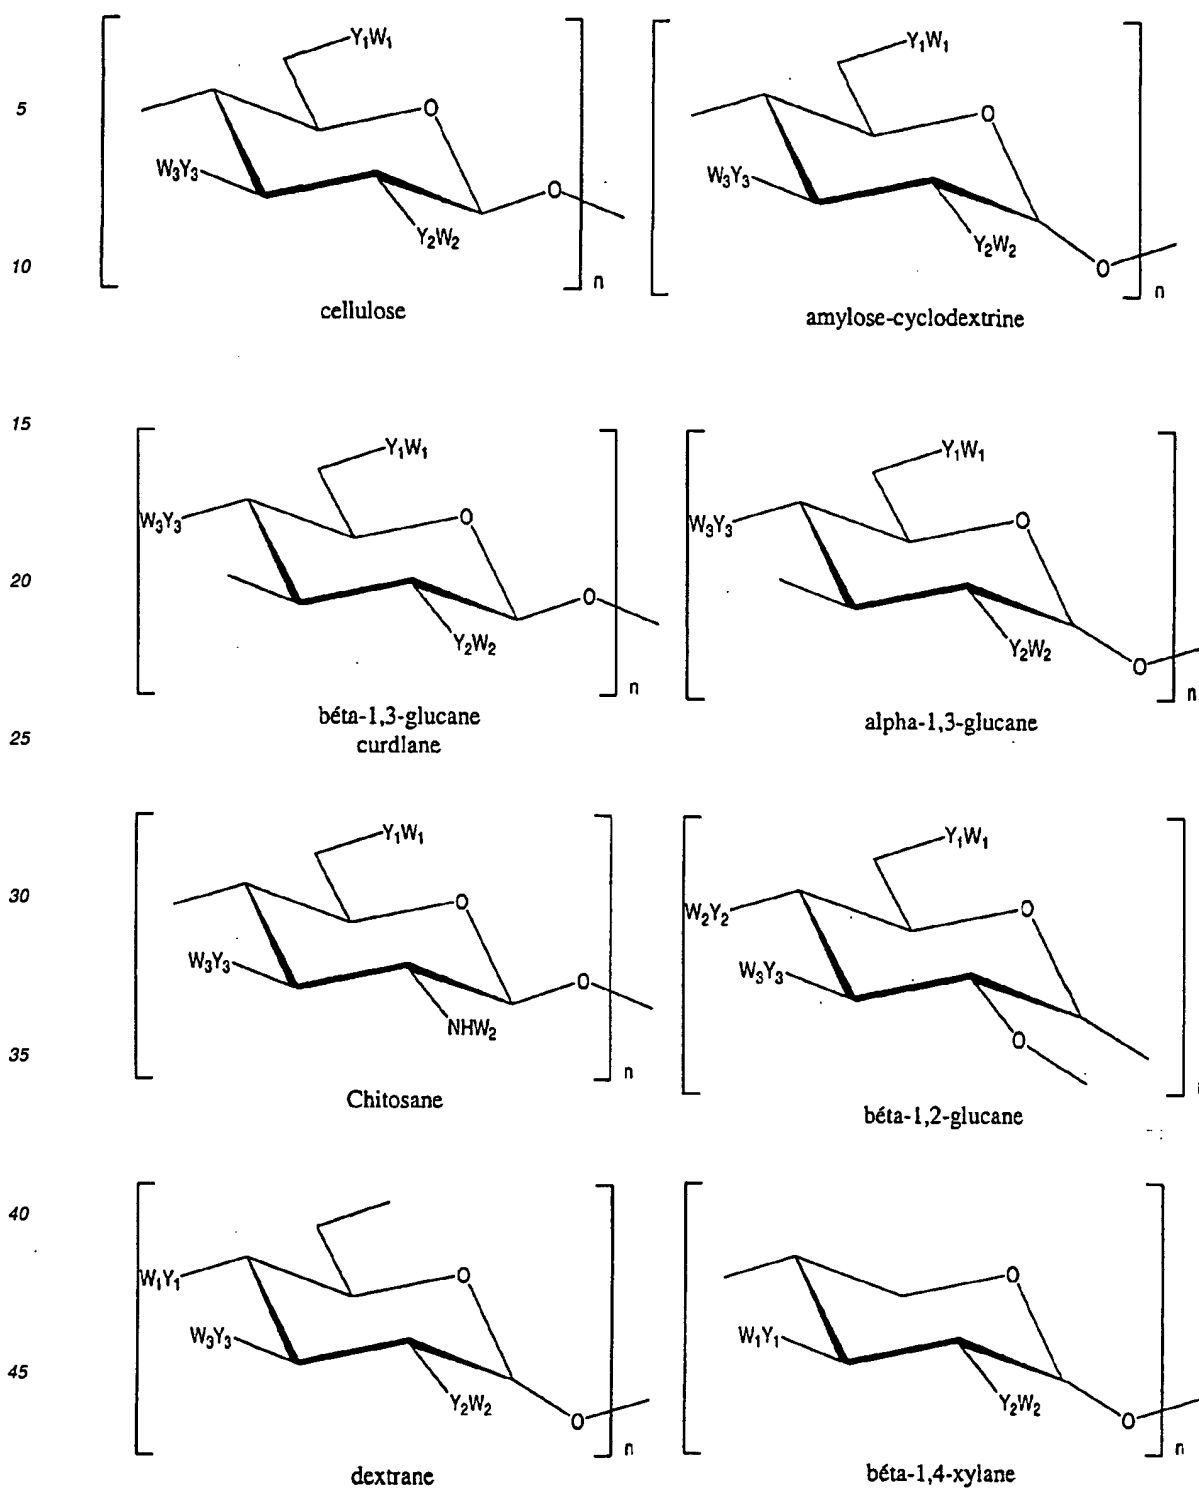 Y₁W₁ Y₁W₁
5 O O
W₃Y₃ O W₃Y₃
Y₂W₂ Y₂W₂
10 n O n
cellulose amylose-cyclodextrine
15
Y₁W₁ Y₁W₁
W₃Y₃ O W₃Y₃ O
20 O
Y₂W₂ Y₂W₂ O
n n
béta-1,3-glucane alpha-1,3-glucane
25 curdlane
Y₁W₁ Y₁W₁
30 O W₂Y₂ O
W₃Y₃ O W₃Y₃
NHW₂ O
35 n
Chitosane béta-1,2-glucane
40
W₁Y₁ O O
W₃Y₃ W₁Y₁
45 Y₂W₂ O Y₂W₂ O
n n
dextrane béta-1,4-xylane